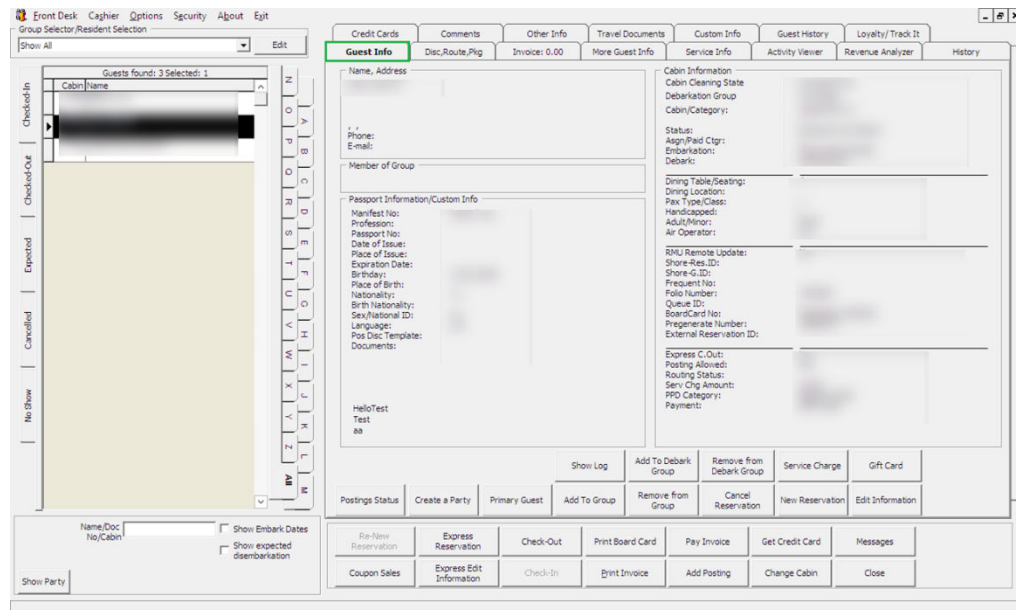 Front Desk Cashier Options Security About Exit
Group Selector/Resident Selection
Show All
Edit
Guests found: 3 Selected: 1
Cabin Name
Checked-In
Checked-Out
Expected
Cancelled
No Show
N
O
P
Q
R
S
T
U
V
W
X
Y
Z
All
A
B
C
D
E
F
G
H
I
J
K
L
M
Name/Doc
No/Cabin
Show Embark Dates
Show expected
disembarkation
Show Party
Credit Cards Comments Other Info Travel Documents Custom Info Guest History Loyalty/ Track It
Guest Info Disc,Route,Pkg Invoice: 0.00 More Guest Info Service Info Activity Viewer Revenue Analyzer History
Name, Address
, ,
Phone:
E-mail:
Member of Group
Passport Information/Custom Info
Manifest No:
Profession:
Passport No:
Date of Issue:
Place of Issue:
Expiration Date:
Birthday:
Place of Birth:
Nationality:
Birth Nationality:
Sex/National ID:
Language:
Pos Disc Template:
Documents:
HelloTest
Test
aa
Cabin Information
Cabin Cleaning State
Debarkation Group
Cabin/Category:
Status:
Asgn/Paid Ctgr:
Embarkation:
Debark:
Dining Table/Seating:
Dining Location:
Pax Type/Class:
Handicapped:
Adult/Minor:
Air Operator:
RMU Remote Update:
Shore-Res.ID:
Shore-G.ID:
Frequent No:
Folio Number:
Queue ID:
BoardCard No:
Pregenerate Number:
External Reservation ID:
Express C.Out:
Posting Allowed:
Routing Status:
Serv Chg Amount:
PPD Category:
Payment:
Show Log
Add To Debark
Group
Remove from
Debark Group
Service Charge
Gift Card
Postings Status
Create a Party
Primary Guest
Add To Group
Remove from
Group
Cancel
Reservation
New Reservation
Edit Information
Re-New
Reservation
Express
Reservation
Check-Out
Print Board Card
Pay Invoice
Get Credit Card
Messages
Coupon Sales
Express Edit
Information
Check-In
Print Invoice
Add Posting
Change Cabin
Close